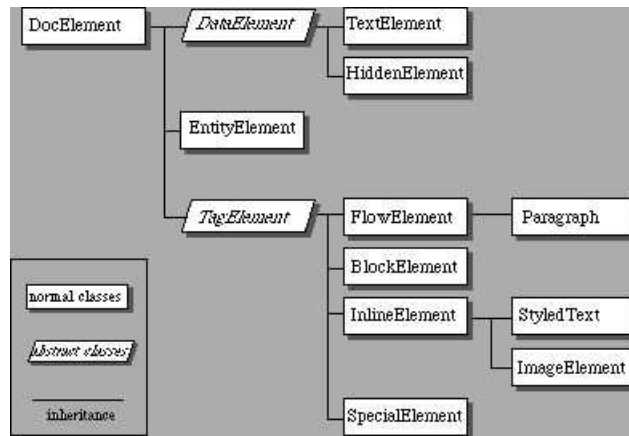 DocElement
DataElement
TextElement
HiddenElement
EntityElement
TagElement
FlowElement
Paragraph
BlockElement
InlineElement
StyledText
ImageElement
SpecialElement
normal classes
abstract classes
inheritance